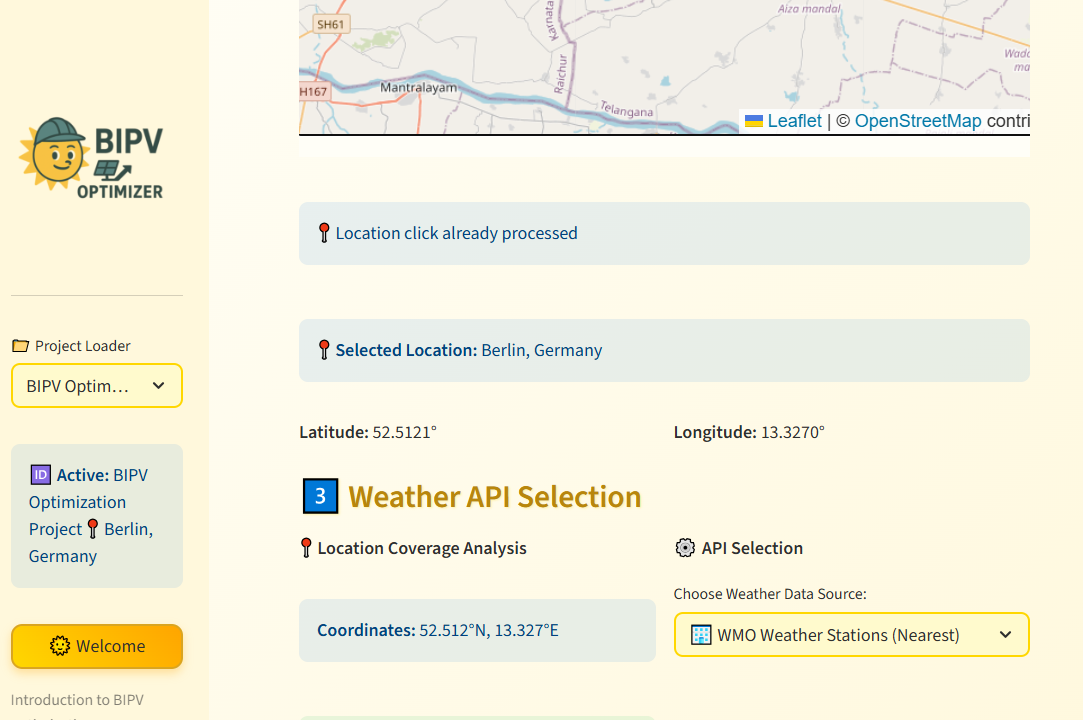 SH61
Karnata
Aiza mandal
Raichur
Wad
ma
H167
Mantralayam
Telangana
Leaflet | © OpenStreetMap contri
BIPV
OPTIMIZER
Location click already processed
Selected Location: Berlin, Germany
Project Loader
BIPV Optim...
Latitude: 52.5121°
Longitude: 13.3270°
ID Active: BIPV
Optimization
Project Berlin,
Germany
3 Weather API Selection
Location Coverage Analysis
API Selection
Choose Weather Data Source:
Coordinates: 52.512°N, 13.327°E
WMO Weather Stations (Nearest)
Welcome
Introduction to BIPV